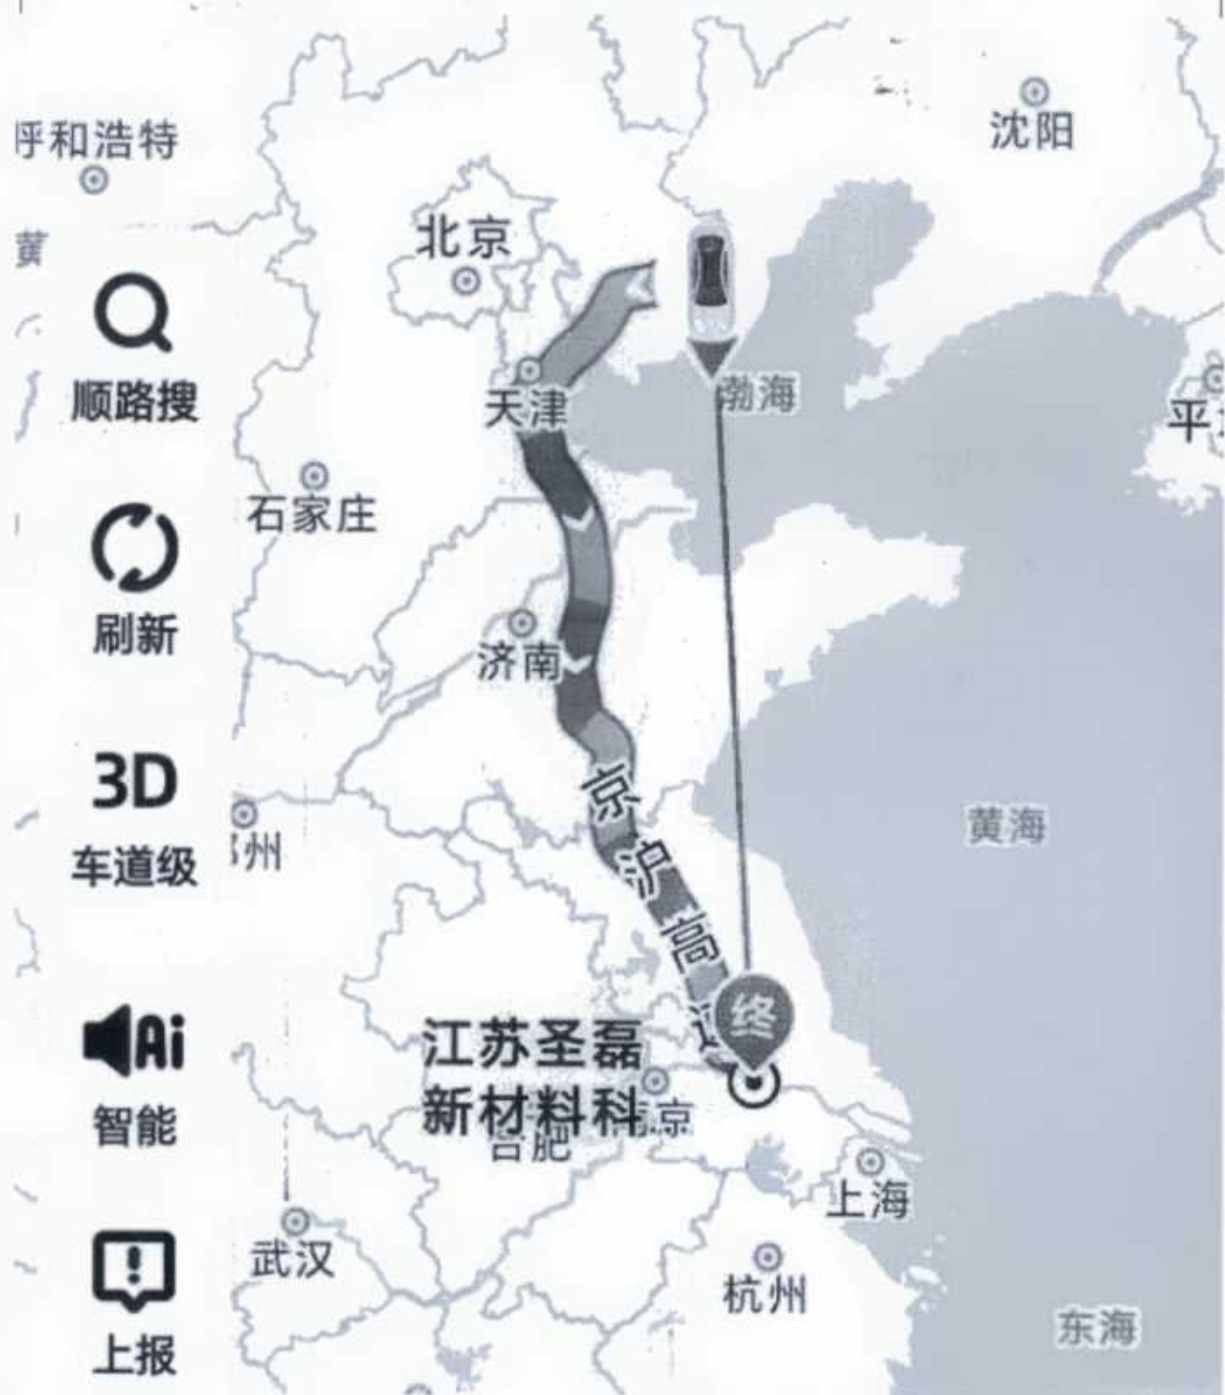 呼和浩特
沈阳
黄
北京
顺路搜
天津
渤海
平
石家庄
刷新
济南
3D
车道级
京沪高
州
黄海
终
江苏圣磊
新材料科
南京
合肥
Ai
智能
上海
武汉
杭州
上报
东海